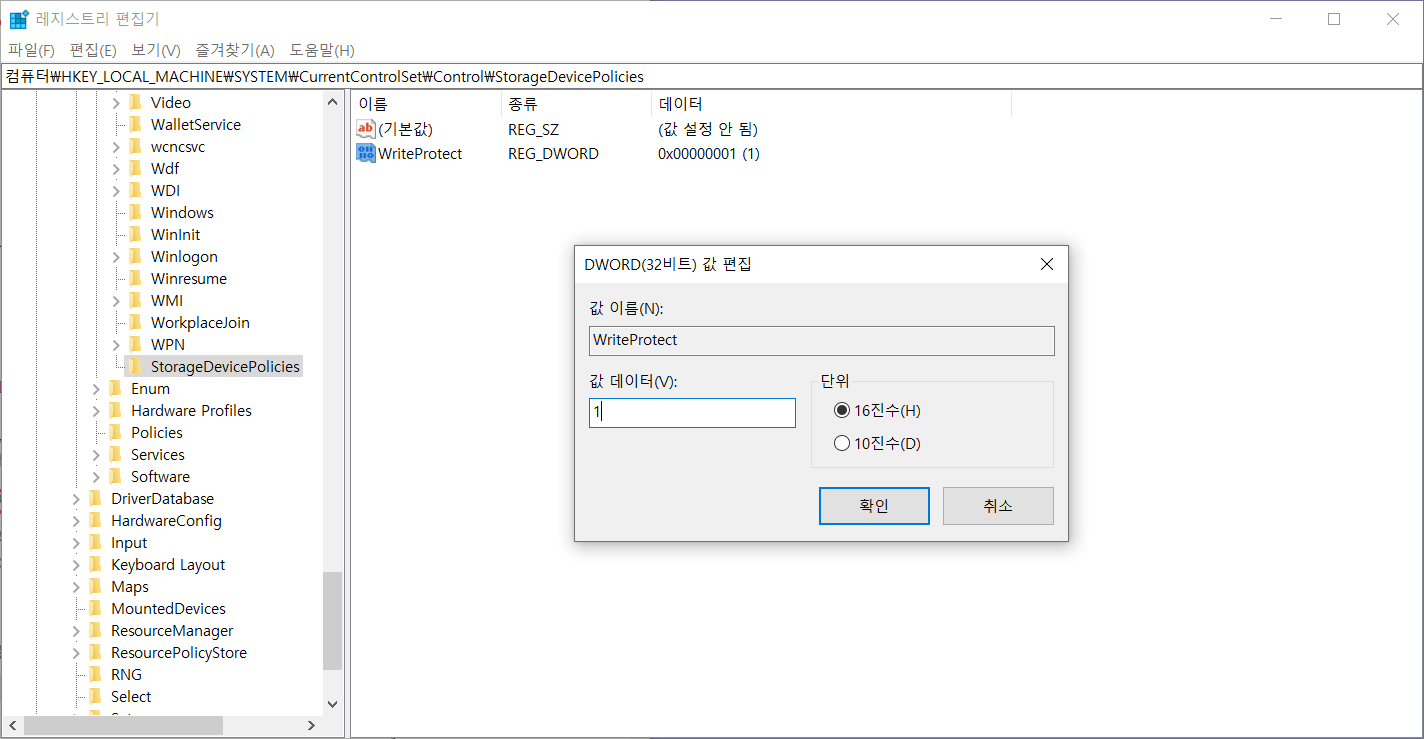 레지스트리 편집기
파일(F) 편집(E) 보기(V) 즐겨찾기(A) 도움말(H)
컴퓨터₩HKEY_LOCAL_MACHINE₩SYSTEM₩CurrentControlSet₩Control₩StorageDevicePolicies
Video
WalletService
wcncsvc
Wdf
WDI
Windows
WinInit
Winlogon
Winresume
WMI
WorkplaceJoin
WPN
StorageDevicePolicies
Enum
Hardware Profiles
Policies
Services
Software
DriverDatabase
HardwareConfig
Input
Keyboard Layout
Maps
MountedDevices
ResourceManager
ResourcePolicyStore
RNG
Select
이름 종류 데이터
ab (기본값) REG_SZ (값 설정 안 됨)
WriteProtect REG_DWORD 0x00000001 (1)
DWORD(32비트) 값 편집
값 이름(N):
WriteProtect
값 데이터(V):
1
단위
16진수(H)
10진수(D)
확인 취소